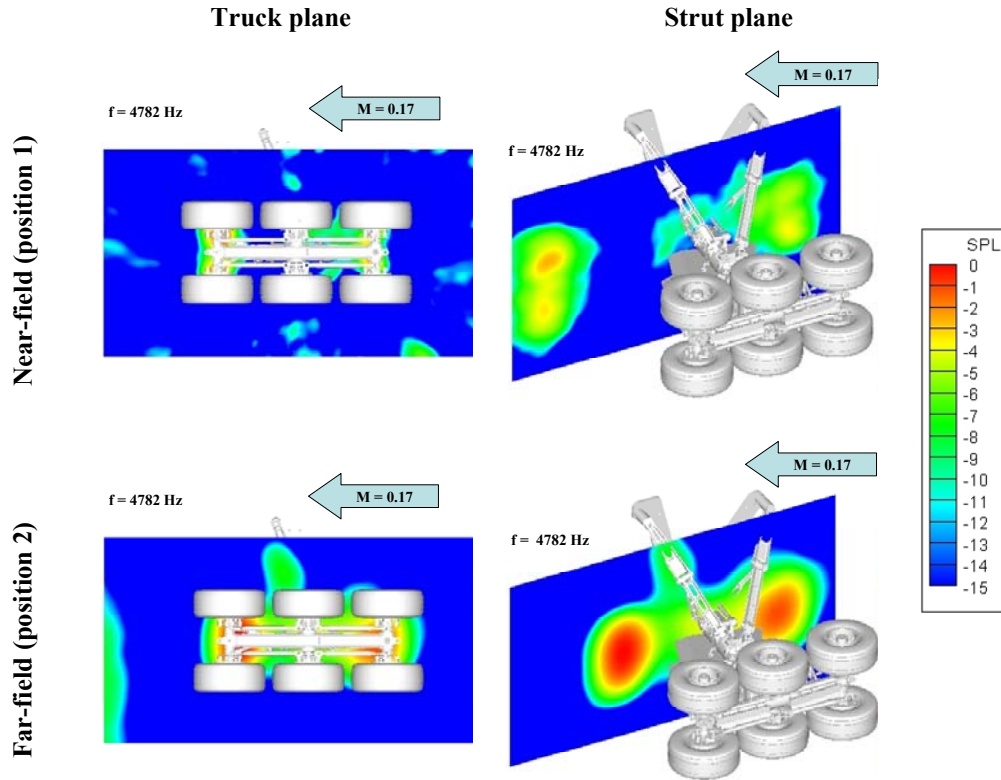 Truck plane
Strut plane
Near-field (position 1)
M = 0.17
f = 4782 Hz
M = 0.17
f = 4782 Hz
SPL
0
-1
-2
-3
-4
-5
-6
-7
-8
-9
-10
-11
-12
-13
-14
-15
Far-field (position 2)
M = 0.17
f = 4782 Hz
M = 0.17
f = 4782 Hz